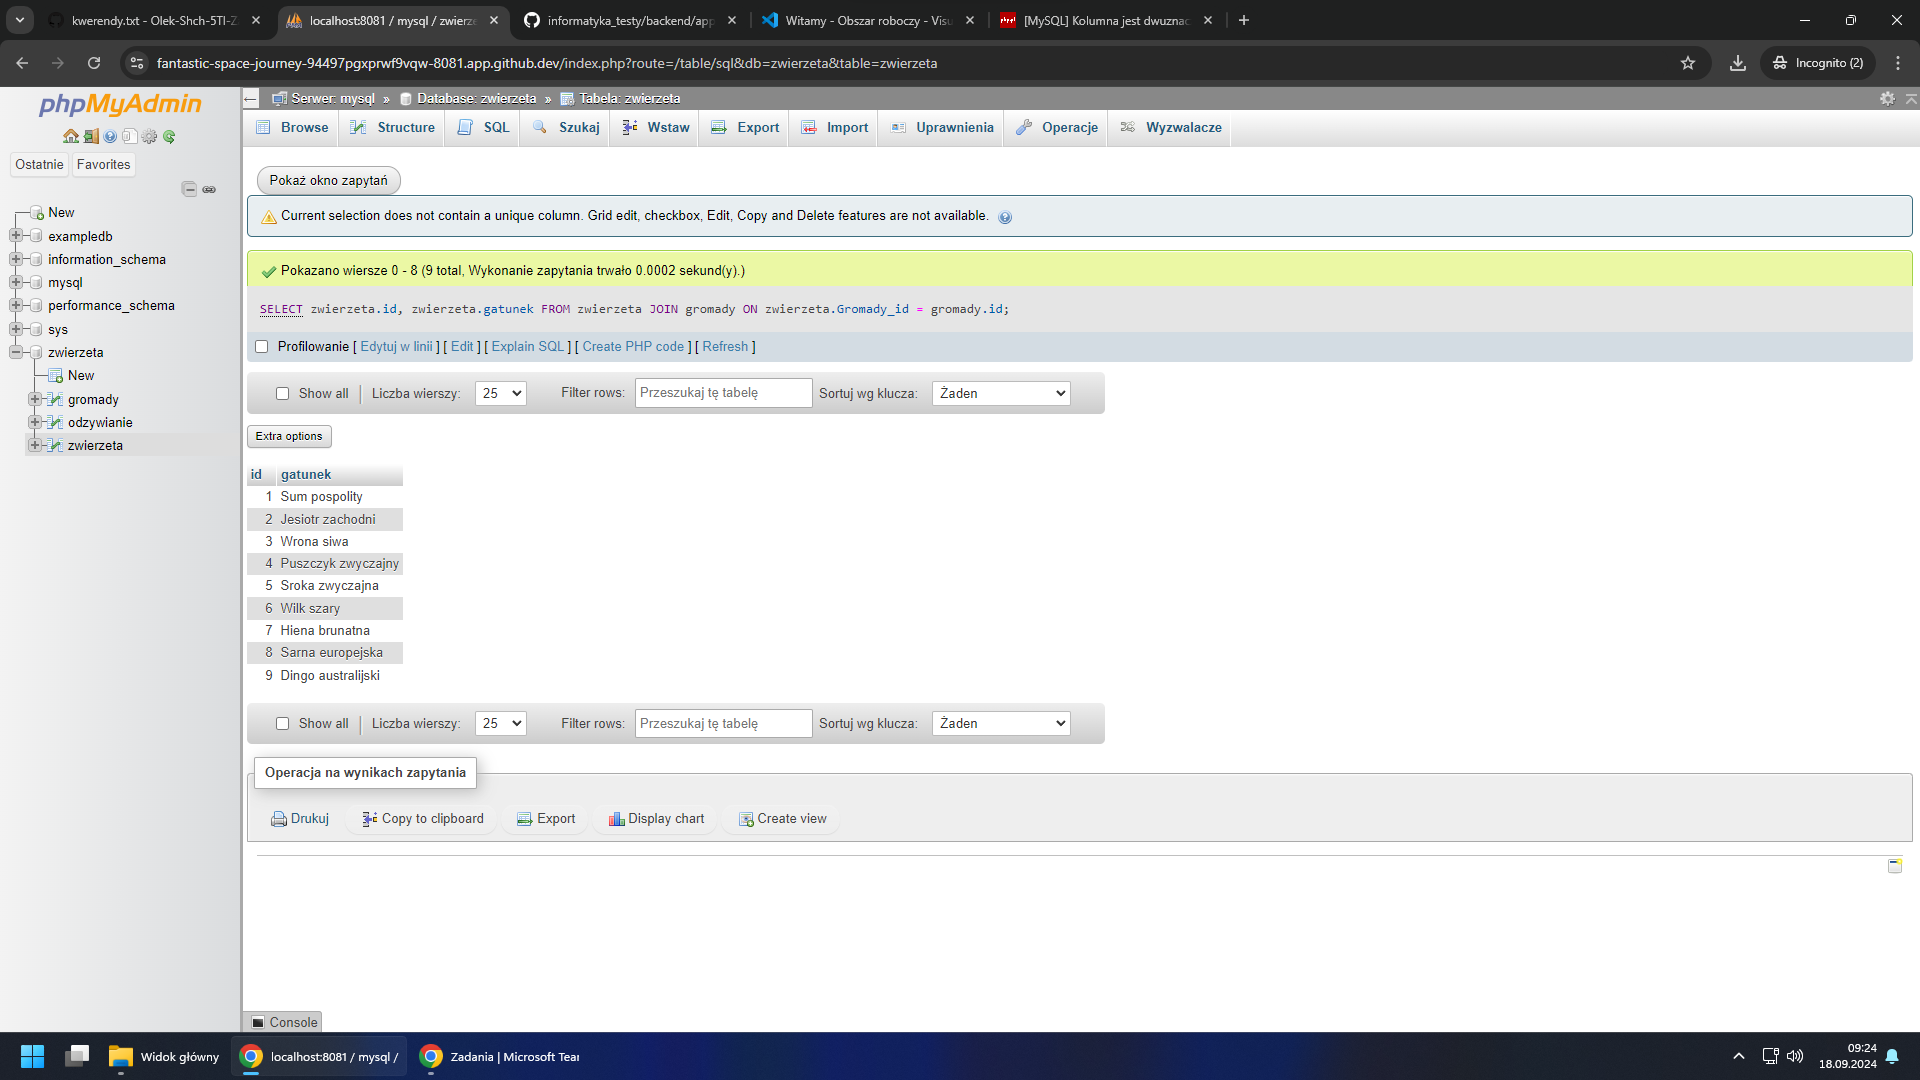 kwerendy.txt - Olek-Shch-5TI-Z
localhost:8081 / mysql / zwierze
informatyka_testy/backend/app
Witamy - Obszar roboczy - Visu
[MySQL] Kolumna jest dwuznac
fantastic-space-journey-94497pgxprwf9vqw-8081.app.github.dev/index.php?route=/table/sql&db=zwierzeta&table=zwierzeta
Incognito (2)
phpMyAdmin
Ostatnie
Favorites
New
exampledb
information_schema
mysql
performance_schema
sys
zwierzeta
New
gromady
odzywianie
zwierzeta
Serwer: mysql » Database: zwierzeta » Tabela: zwierzeta
Browse Structure SQL Szukaj Wstaw Export Import Uprawnienia Operacje Wyzwalacze
Pokaż okno zapytań
Current selection does not contain a unique column. Grid edit, checkbox, Edit, Copy and Delete features are not available.
Pokazano wiersze 0 - 8 (9 total, Wykonanie zapytania trwało 0.0002 sekund(y).)
SELECT zwierzeta.id, zwierzeta.gatunek FROM zwierzeta JOIN gromady ON zwierzeta.Gromady_id = gromady.id;
Profilowanie [ Edytuj w linii ] [ Edit ] [ Explain SQL ] [ Create PHP code ] [ Refresh ]
Show all Liczba wierszy: 25 Filter rows: Przeszukaj tę tabelę Sortuj wg klucza: Żaden
Extra options
id gatunek
1 Sum pospolity
2 Jesiotr zachodni
3 Wrona siwa
4 Puszczyk zwyczajny
5 Sroka zwyczajna
6 Wilk szary
7 Hiena brunatna
8 Sarna europejska
9 Dingo australijski
Show all Liczba wierszy: 25 Filter rows: Przeszukaj tę tabelę Sortuj wg klucza: Żaden
Operacja na wynikach zapytania
Drukuj Copy to clipboard Export Display chart Create view
Console
Widok główny
localhost:8081 / mysql /
Zadania | Microsoft Tear
09:24
18.09.2024